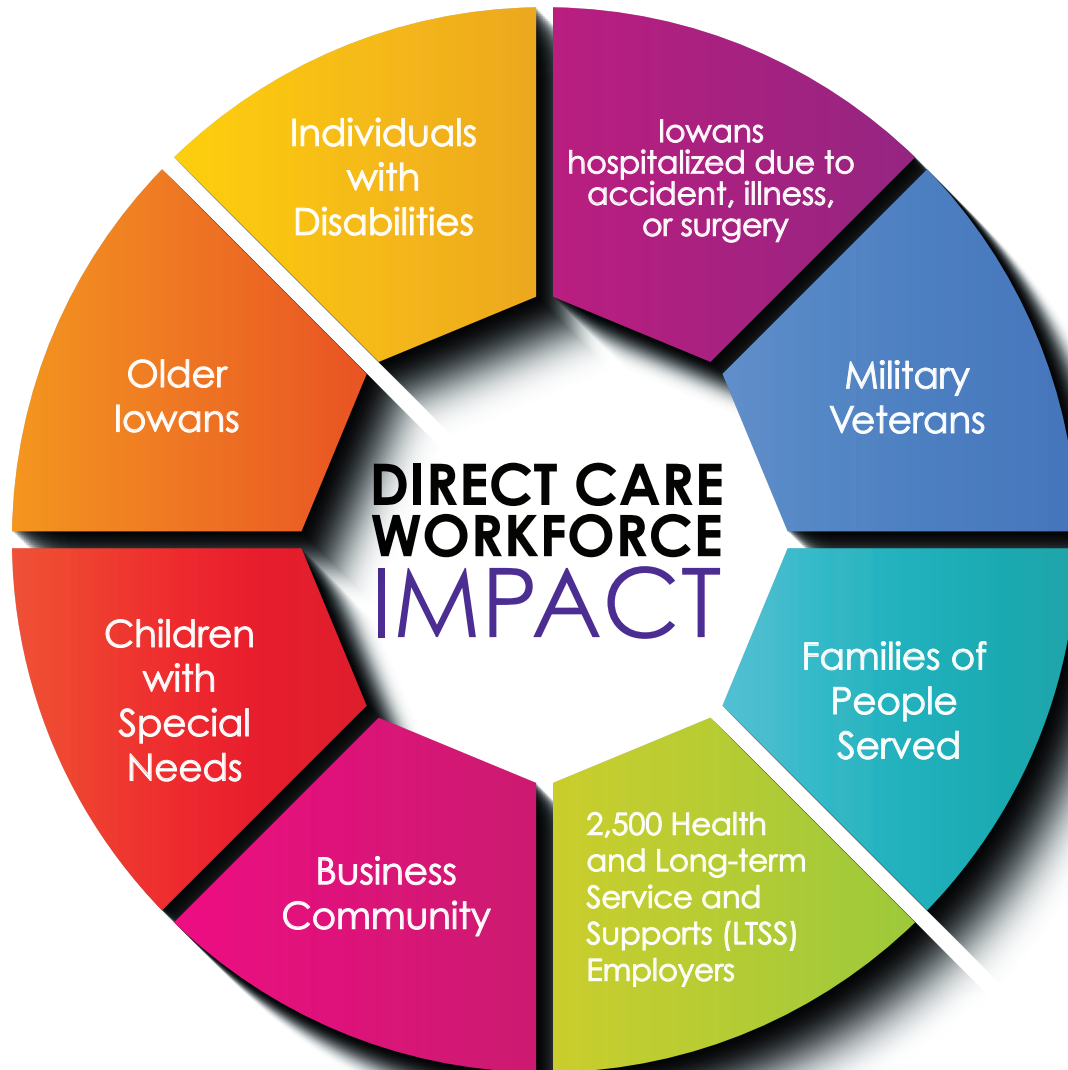 Individuals
with
Disabilities
Iowans
hospitalized due to
accident, illness,
or surgery
Older
Iowans
Military
Veterans
DIRECT CARE
WORKFORCE
IMPACT
Children
with
Special
Needs
Families of
People
Served
Business
Community
2,500 Health
and Long-term
Service and
Supports (LTSS)
Employers